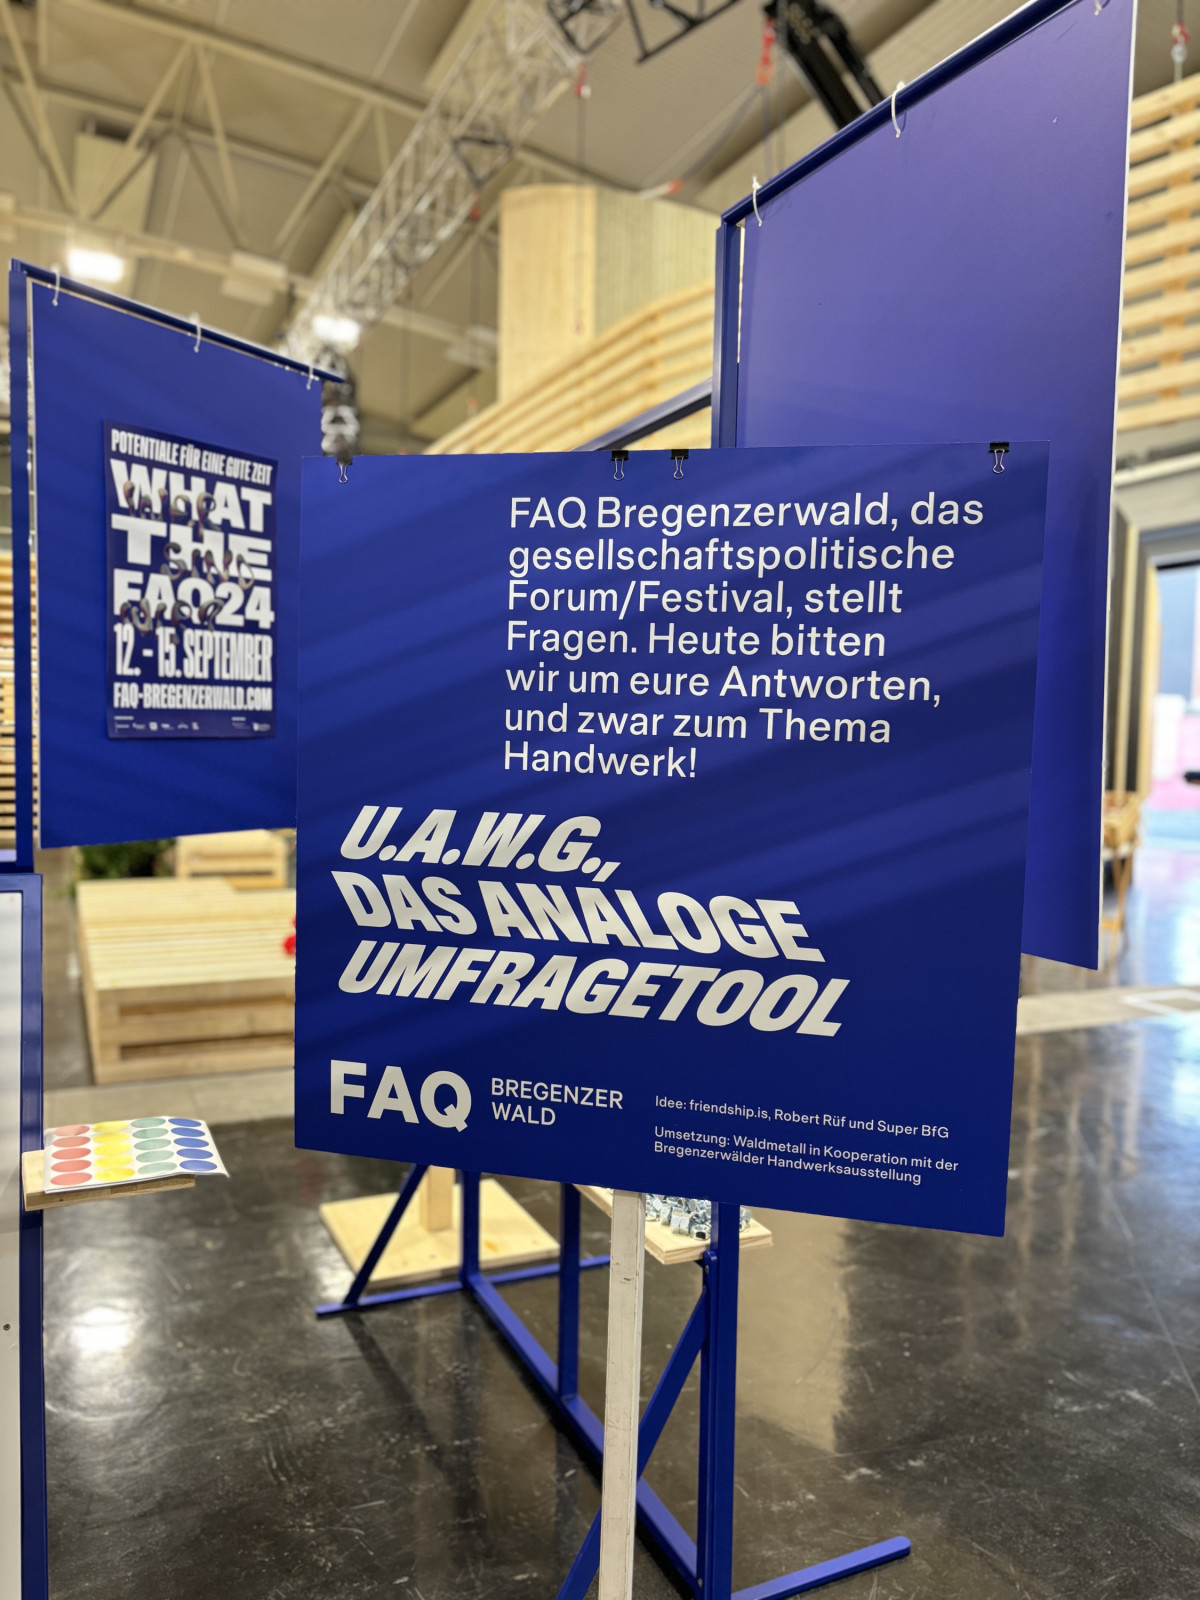 POTENTIALE FÜR EINE GUTE ZEIT
WHAT
THE
FAQ24
12. – 15. SEPTEMBER
FAQ-BREGENZERWALD.COM
FAQ Bregenzerwald, das
gesellschaftspolitische
Forum/Festival, stellt
Fragen. Heute bitten
wir um eure Antworten,
und zwar zum Thema
Handwerk!
U.A.W.G.,
DAS ANALOGE
UMFRAGETOOL
FAQ
BREGENZER
WALD
Idee: friendship.is, Robert Rüf und Super BfG
Umsetzung: Waldmetall in Kooperation mit der
Bregenzerwälder Handwerksausstellung